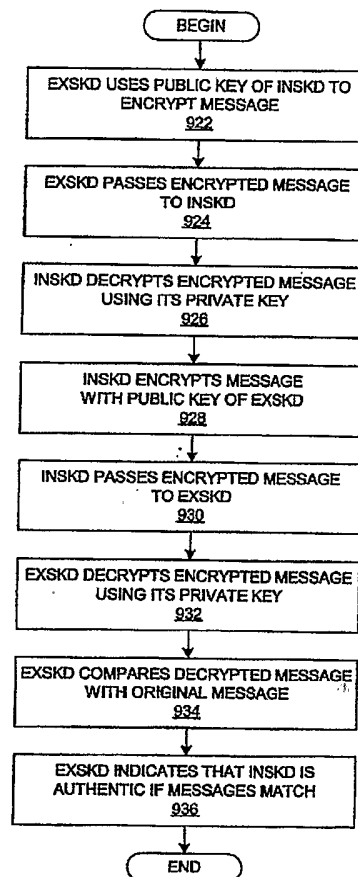 BEGIN
EXSKD USES PUBLIC KEY OF INSKD TO
ENCRYPT MESSAGE
922
EXSKD PASSES ENCRYPTED MESSAGE
TO INSKD
924
INSKD DECRYPTS ENCRYPTED MESSAGE
USING ITS PRIVATE KEY
926
INSKD ENCRYPTS MESSAGE
WITH PUBLIC KEY OF EXSKD
928
INSKD PASSES ENCRYPTED MESSAGE
TO EXSKD
930
EXSKD DECRYPTS ENCRYPTED MESSAGE
USING ITS PRIVATE KEY
932
EXSKD COMPARES DECRYPTED MESSAGE
WITH ORIGINAL MESSAGE
934
EXSKD INDICATES THAT INSKD IS
AUTHENTIC IF MESSAGES MATCH
936
END